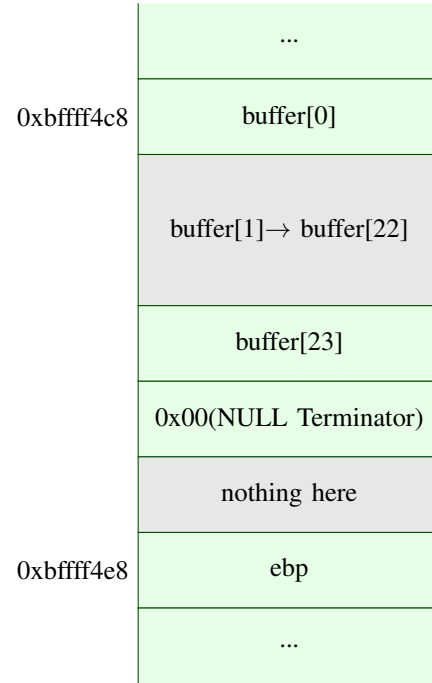 ...
0xbffff4c8 buffer[0]
buffer[1]→ buffer[22]
buffer[23]
0x00(NULL Terminator)
nothing here
0xbffff4e8 ebp
...